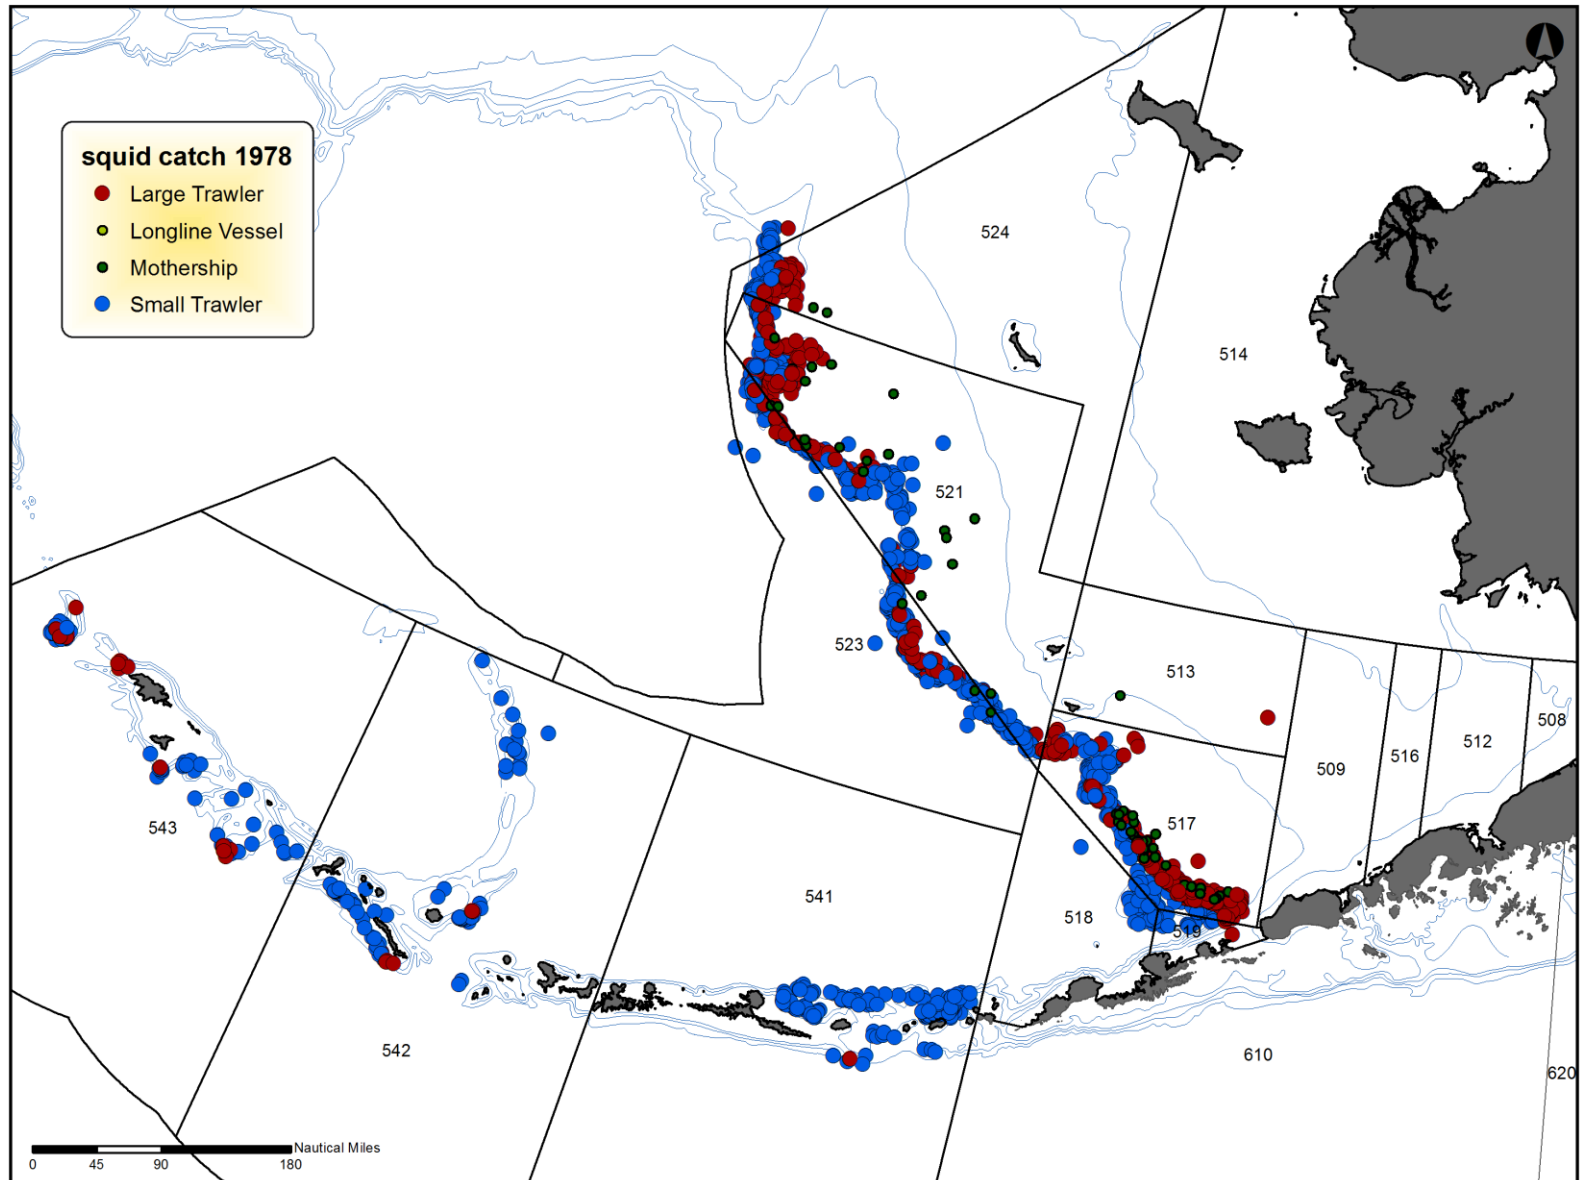 squid catch 1978
Large Trawler
Longline Vessel
Mothership
Small Trawler
524
514
521
523
513
508
512
516
509
517
543
541
518
519
542
610
620
Nautical Miles
0 45 90 180